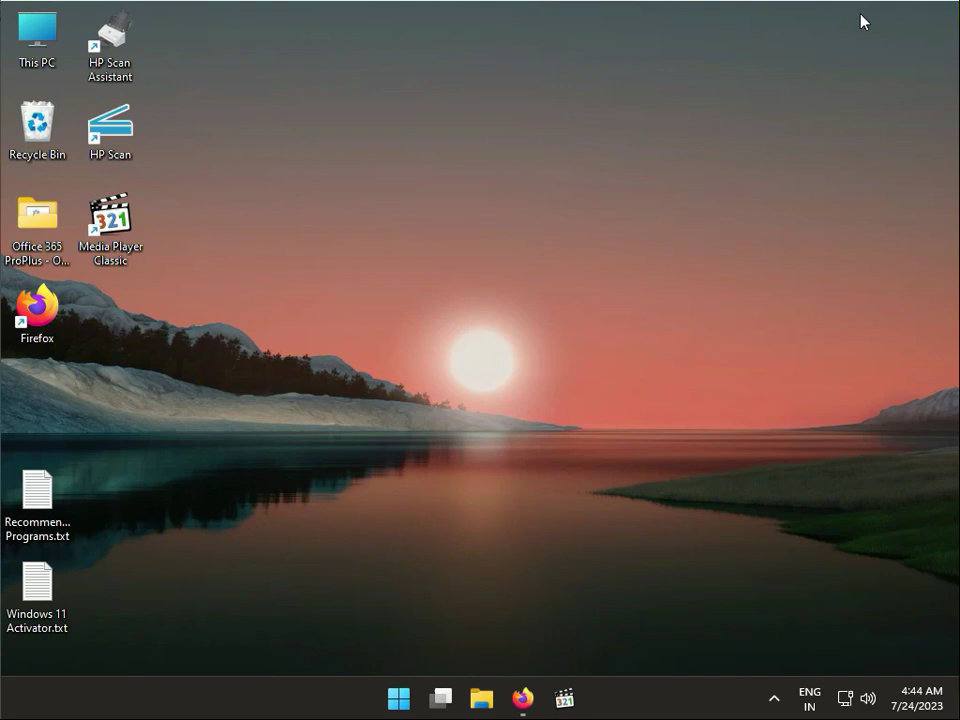 This PC
HP Scan
Assistant
Recycle Bin
HP Scan
Office 365
ProPlus - O...
321
Media Player
Classic
Firefox
Recommen...
Programs.txt
Windows 11
Activator.txt
321
ENG
IN
4:44 AM
7/24/2023